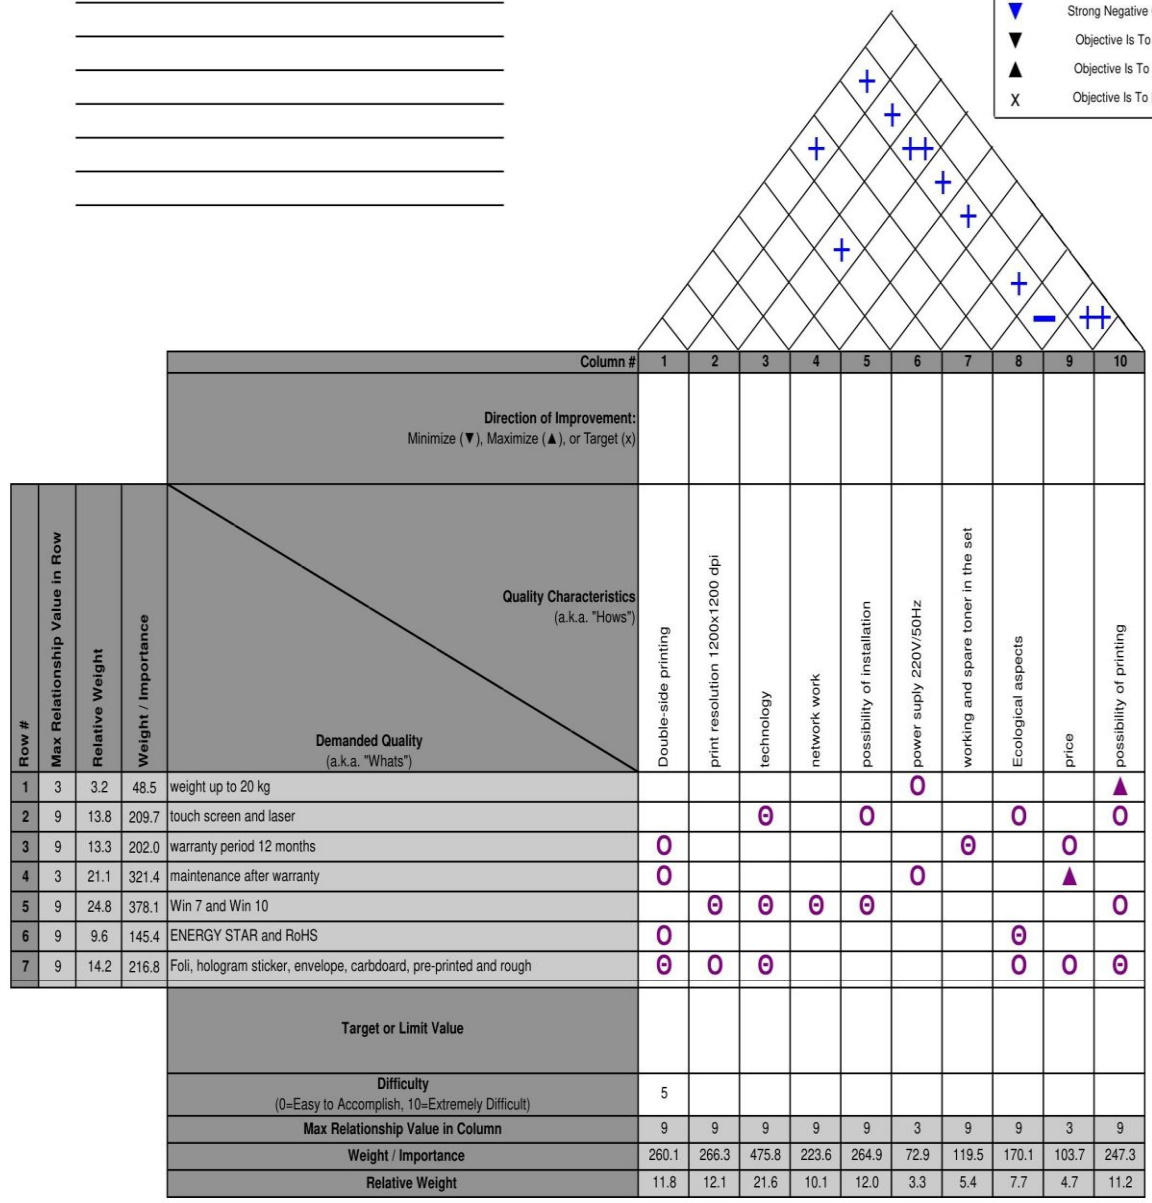 Strong Negative
▼ Objective Is To
▲ Objective Is To
X Objective Is To
+
+
+ ++
+
+
+
+
▬ ++
Column # 1 2 3 4 5 6 7 8 9 10
Direction of Improvement:
Minimize (▼), Maximize (▲), or Target (x)
Row #
Max Relationship Value in Row
Relative Weight
Weight / Importance
Quality Characteristics
(a.k.a. "Hows")
Demanded Quality
(a.k.a. "Whats")
Double-side printing
print resolution 1200x1200 dpi
technology
network work
possibility of installation
power suply 220V/50Hz
working and spare toner in the set
Ecological aspects
price
possibility of printing
1 3 3.2 48.5 weight up to 20 kg O ▲
2 9 13.8 209.7 touch screen and laser Θ O O O
3 9 13.3 202.0 warranty period 12 months O Θ O
4 3 21.1 321.4 maintenance after warranty O O ▲
5 9 24.8 378.1 Win 7 and Win 10 Θ Θ Θ Θ O
6 9 9.6 145.4 ENERGY STAR and RoHS O Θ
7 9 14.2 216.8 Foli, hologram sticker, envelope, carbdoard, pre-printed and rough Θ O Θ O O Θ
Target or Limit Value
Difficulty
(0=Easy to Accomplish, 10=Extremely Difficult) 5
Max Relationship Value in Column 9 9 9 9 9 3 9 9 3 9
Weight / Importance 260.1 266.3 475.8 223.6 264.9 72.9 119.5 170.1 103.7 247.3
Relative Weight 11.8 12.1 21.6 10.1 12.0 3.3 5.4 7.7 4.7 11.2